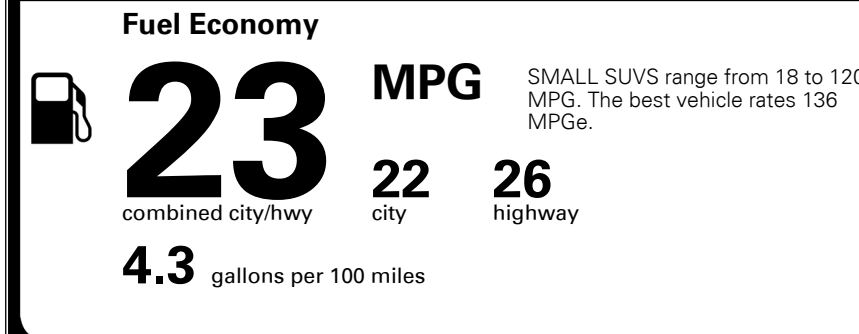 Fuel Economy
23 MPG
SMALL SUVS range from 18 to 120
MPG. The best vehicle rates 136
MPGe.
22 26
combined city/hwy city highway
4.3 gallons per 100 miles